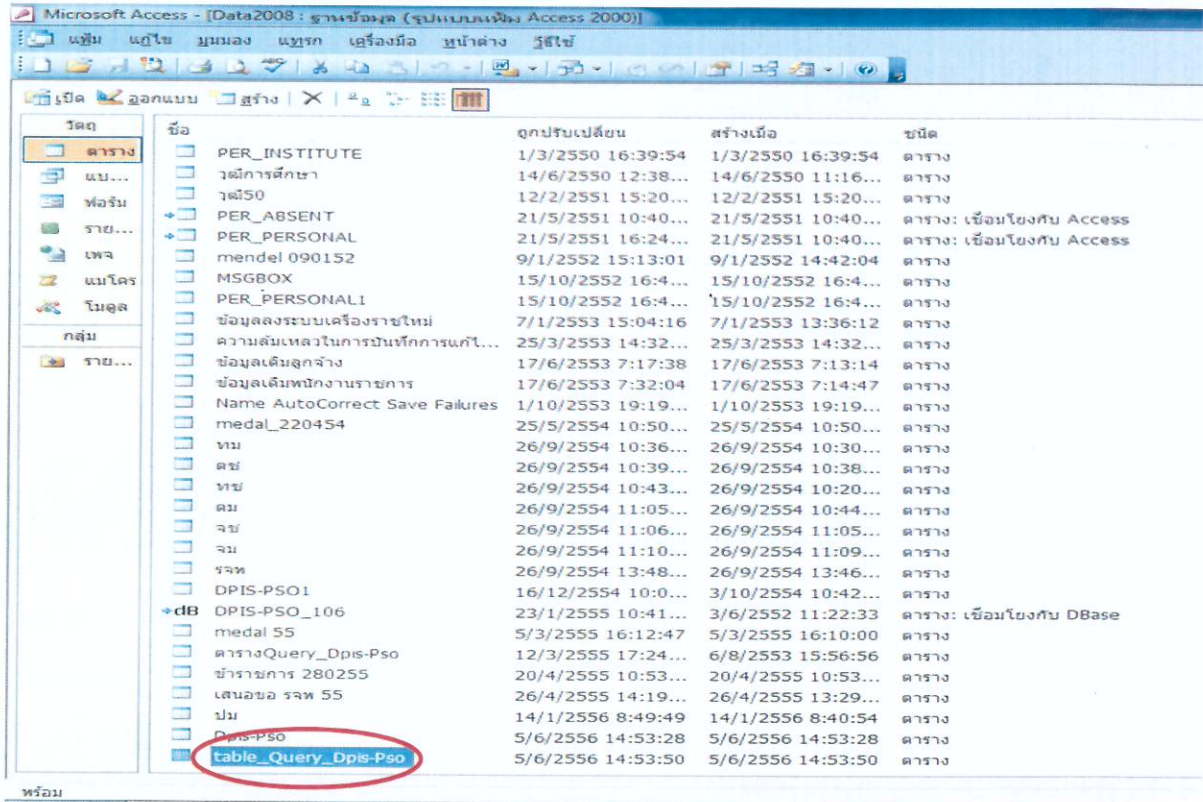 Microsoft Access - [Data2008 : ฐานข้อมูล (รูปแบบแฟ้ม Access 2000)]
แฟ้ม แก้ไข มุมมอง แทรก เครื่องมือ หน้าต่าง วิธีใช้
เปิด ออกแบบ สร้าง
วัตถุ
ตาราง
แบ...
ฟอร์ม
ราย...
เพจ
แมโคร
โมดูล
กลุ่ม
ราย...
ชื่อ ถูกปรับเปลี่ยน สร้างเมื่อ ชนิด
PER_INSTITUTE 1/3/2550 16:39:54 1/3/2550 16:39:54 ตาราง
วุฒิการศึกษา 14/6/2550 12:38... 14/6/2550 11:16... ตาราง
วุฒิ50 12/2/2551 15:20... 12/2/2551 15:20... ตาราง
PER_ABSENT 21/5/2551 10:40... 21/5/2551 10:40... ตาราง: เชื่อมโยงกับ Access
PER_PERSONAL 21/5/2551 16:24... 21/5/2551 10:40... ตาราง: เชื่อมโยงกับ Access
mendel 090152 9/1/2552 15:13:01 9/1/2552 14:42:04 ตาราง
MSGBOX 15/10/2552 16:4... 15/10/2552 16:4... ตาราง
PER_PERSONAL1 15/10/2552 16:4... 15/10/2552 16:4... ตาราง
ข้อมูลลงระบบเครื่องราชใหม่ 7/1/2553 15:04:16 7/1/2553 13:36:12 ตาราง
ความล้มเหลวในการบันทึกการแก้ไ... 25/3/2553 14:32... 25/3/2553 14:32... ตาราง
ข้อมูลเดิมลูกจ้าง 17/6/2553 7:17:38 17/6/2553 7:13:14 ตาราง
ข้อมูลเดิมพนักงานราชการ 17/6/2553 7:32:04 17/6/2553 7:14:47 ตาราง
Name AutoCorrect Save Failures 1/10/2553 19:19... 1/10/2553 19:19... ตาราง
medal_220454 25/5/2554 10:50... 25/5/2554 10:50... ตาราง
ทม 26/9/2554 10:36... 26/9/2554 10:30... ตาราง
ตช 26/9/2554 10:39... 26/9/2554 10:38... ตาราง
ทช 26/9/2554 10:43... 26/9/2554 10:20... ตาราง
ตม 26/9/2554 11:05... 26/9/2554 10:44... ตาราง
จช 26/9/2554 11:06... 26/9/2554 11:05... ตาราง
จม 26/9/2554 11:10... 26/9/2554 11:09... ตาราง
รจพ 26/9/2554 13:48... 26/9/2554 13:46... ตาราง
DPIS-PSO1 16/12/2554 10:0... 3/10/2554 10:42... ตาราง
dB DPIS-PSO_106 23/1/2555 10:41... 3/6/2552 11:22:33 ตาราง: เชื่อมโยงกับ DBase
medal 55 5/3/2555 16:12:47 5/3/2555 16:10:00 ตาราง
ตารางQuery_Dpis-Pso 12/3/2555 17:24... 6/8/2553 15:56:56 ตาราง
ข้าราชการ 280255 20/4/2555 10:53... 20/4/2555 10:53... ตาราง
เสนอขอ รจพ 55 26/4/2555 14:19... 26/4/2555 13:29... ตาราง
ปม 14/1/2556 8:49:49 14/1/2556 8:40:54 ตาราง
Dpis-Pso 5/6/2556 14:53:28 5/6/2556 14:53:28 ตาราง
table_Query_Dpis-Pso 5/6/2556 14:53:50 5/6/2556 14:53:50 ตาราง
พร้อม